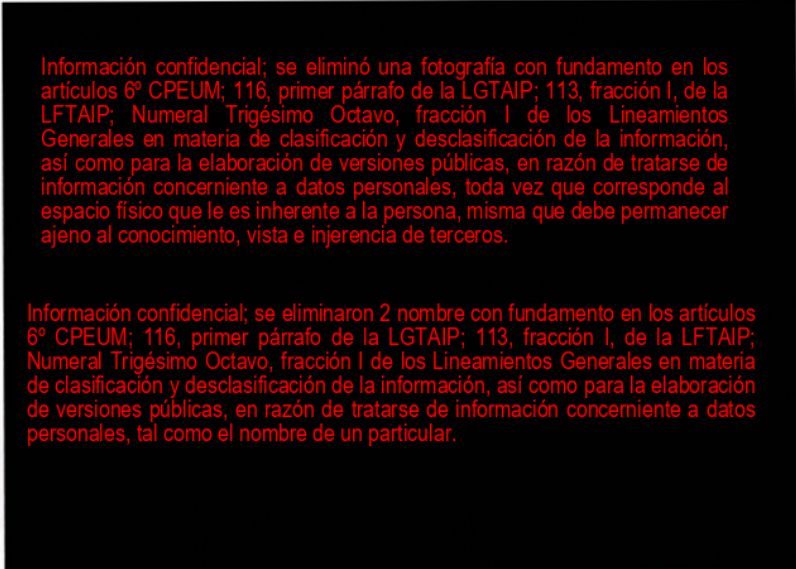 Información confidencial; se eliminó una fotografía con fundamento en los
artículos 6º CPEUM; 116, primer párrafo de la LGTAIP; 113, fracción I, de la
LFTAIP; Numeral Trigésimo Octavo, fracción I de los Lineamientos
Generales en materia de clasificación y desclasificación de la información,
así como para la elaboración de versiones públicas, en razón de tratarse de
información concerniente a datos personales, toda vez que corresponde al
espacio físico que le es inherente a la persona, misma que debe permanecer
ajeno al conocimiento, vista e injerencia de terceros.
Información confidencial; se eliminaron 2 nombre con fundamento en los artículos
6º CPEUM; 116, primer párrafo de la LGTAIP; 113, fracción I, de la LFTAIP;
Numeral Trigésimo Octavo, fracción I de los Lineamientos Generales en materia
de clasificación y desclasificación de la información, así como para la elaboración
de versiones públicas, en razón de tratarse de información concerniente a datos
personales, tal como el nombre de un particular.